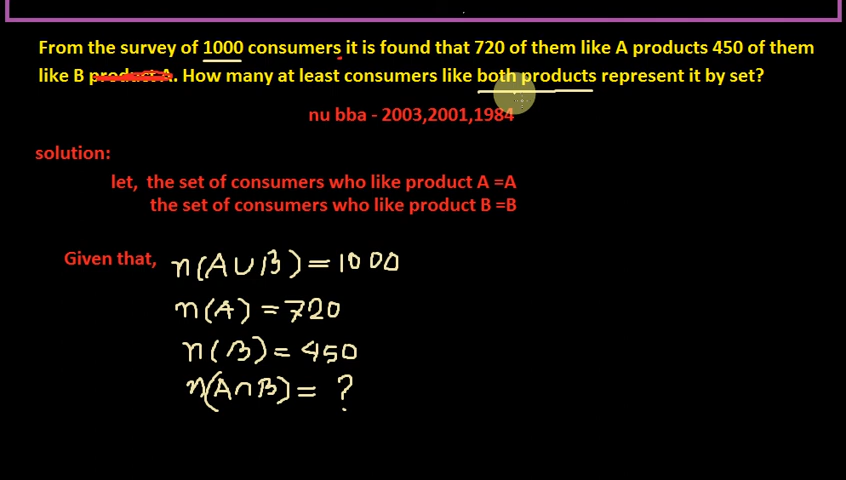 From the survey of 1000 consumers it is found that 720 of them like A products 450 of them
like B product A. How many at least consumers like both products represent it by set?
nu bba - 2003,2001,1984
solution:
let, the set of consumers who like product A =A
the set of consumers who like product B =B
Given that, n(A∪B)=1000
n(A)=720
n(B)=450
n(A∩B)= ?